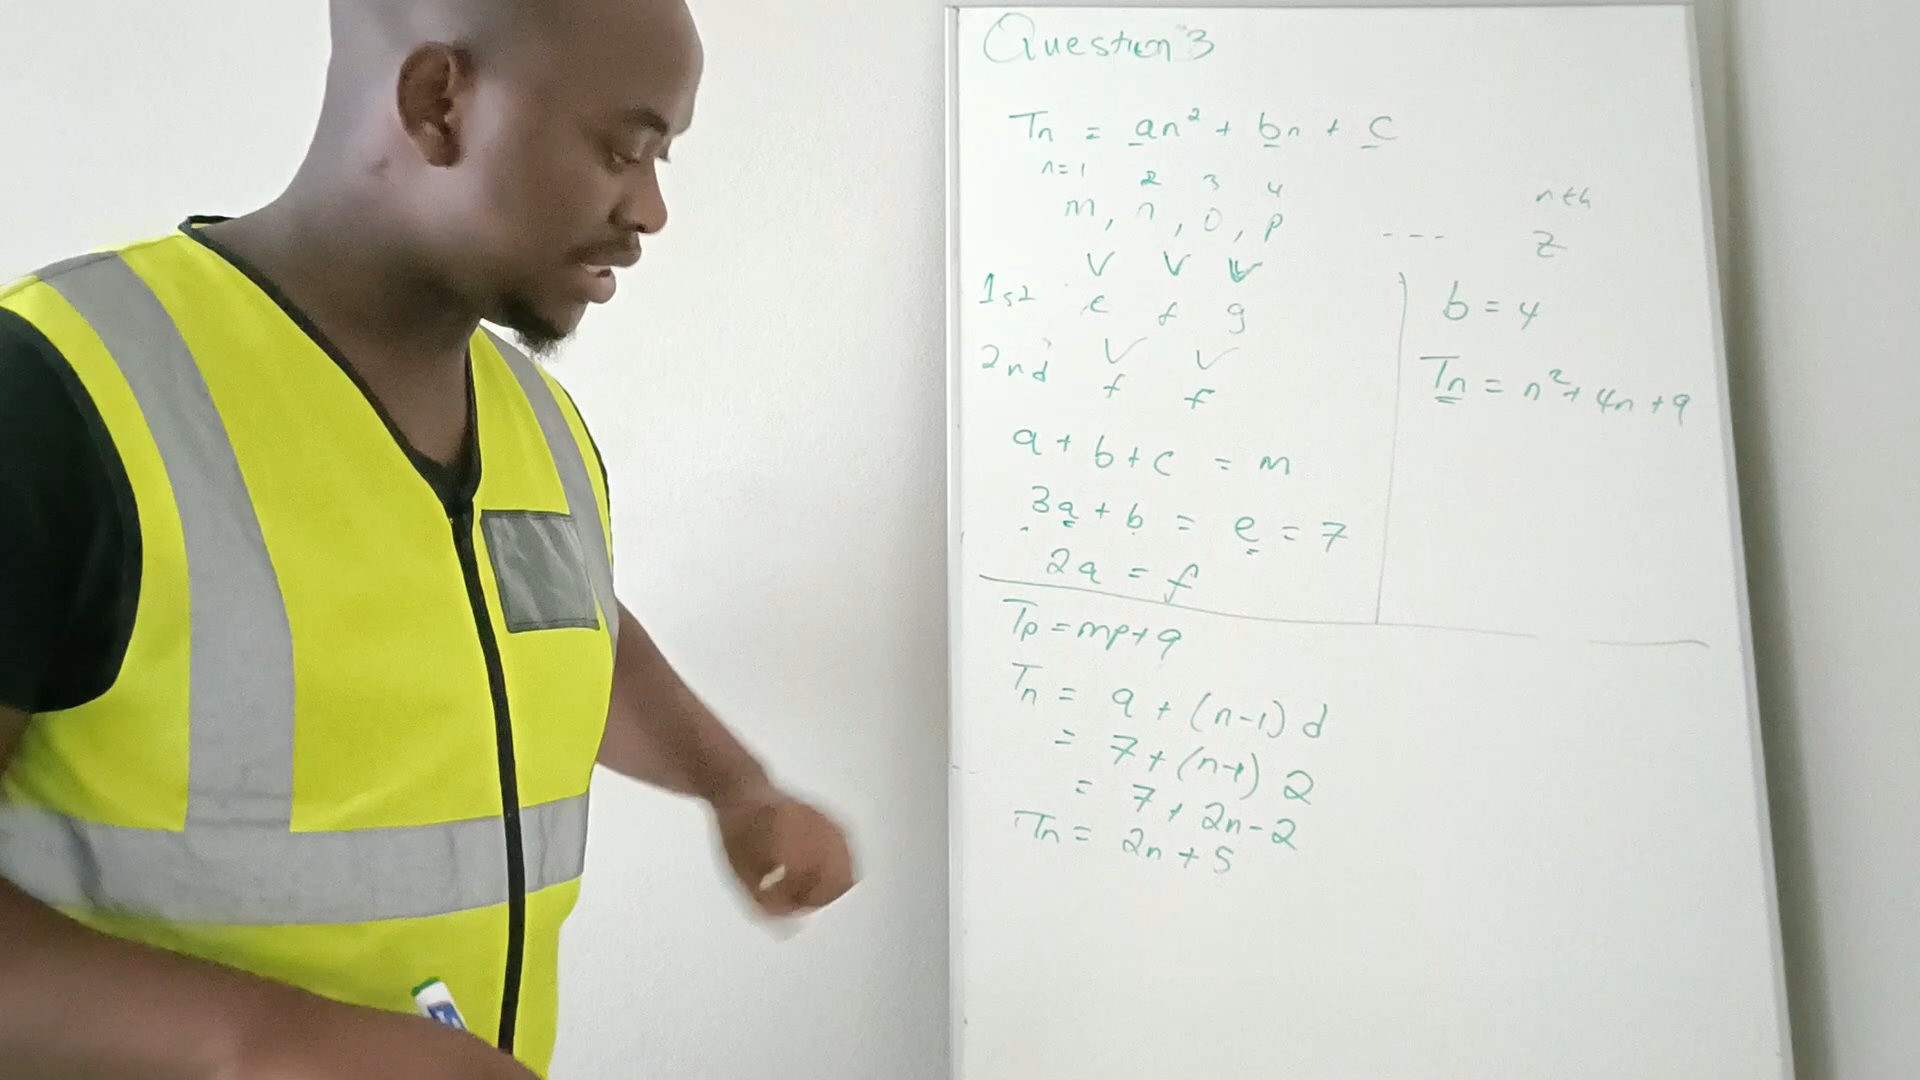 Question 3
Tn = an² + bn + c
n=1 2 3 4 nth
m, n, o, p --- z
1st e f g
2nd f f
a + b + c = m
3a + b = e = 7
2a = f
b = 4
Tn = n² + 4n + 9
Tp = mp + q
Tn = a + (n-1) d
= 7 + (n-1) 2
= 7 + 2n - 2
Tn = 2n + 5